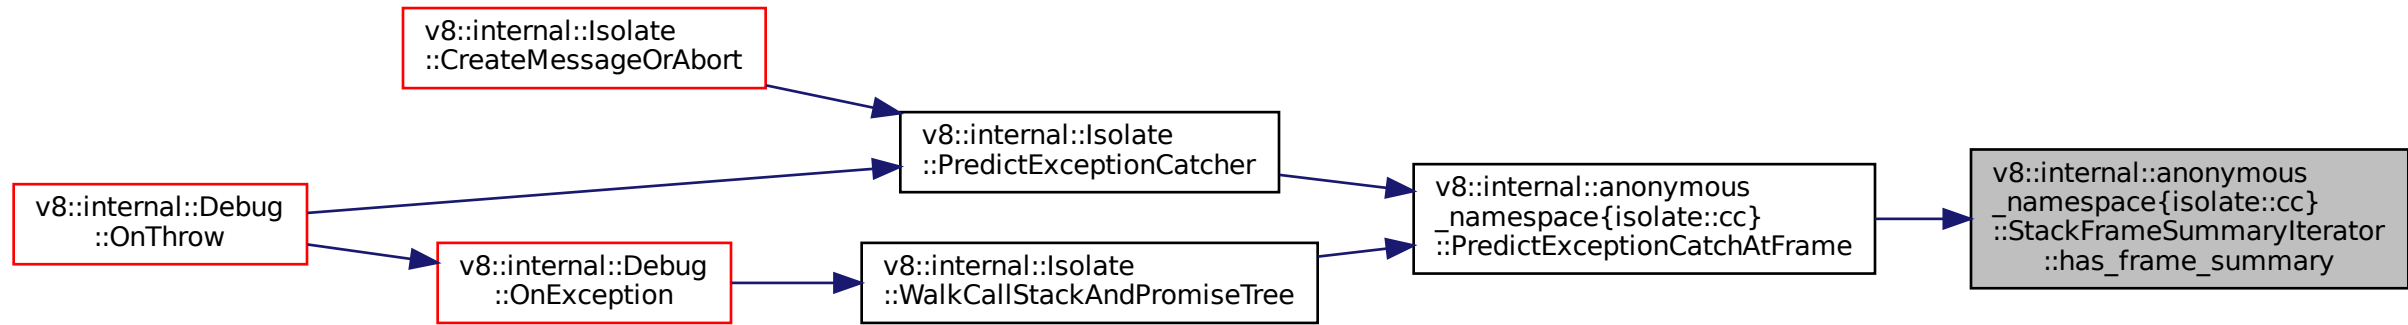 v8::internal::Isolate
::CreateMessageOrAbort
v8::internal::Isolate
::PredictExceptionCatcher
v8::internal::Debug
::OnThrow
v8::internal::Debug
::OnException
v8::internal::Isolate
::WalkCallStackAndPromiseTree
v8::internal::anonymous
_namespace{isolate::cc}
::PredictExceptionCatchAtFrame
v8::internal::anonymous
_namespace{isolate::cc}
::StackFrameSummaryIterator
::has_frame_summary